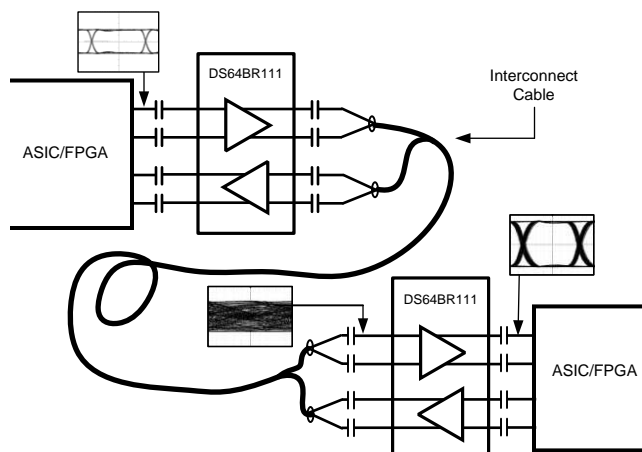 DS64BR111
Interconnect
Cable
ASIC/FPGA
DS64BR111
ASIC/FPGA